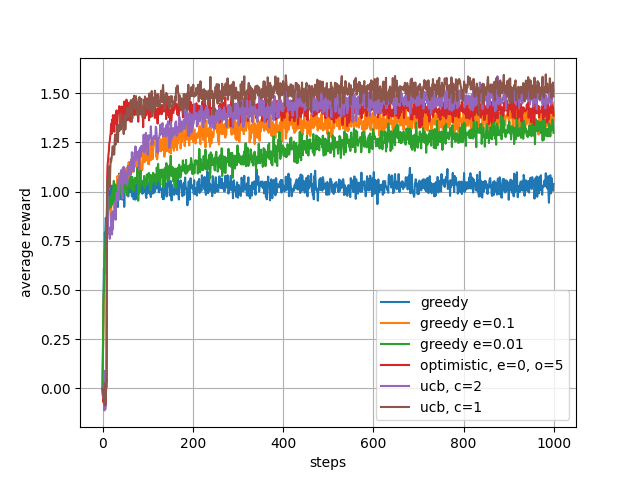 1.50
1.25
1.00
0.75
0.50
0.25
0.00
average reward
0 200 400 600 800 1000
steps
greedy
greedy e=0.1
greedy e=0.01
optimistic, e=0, o=5
ucb, c=2
ucb, c=1